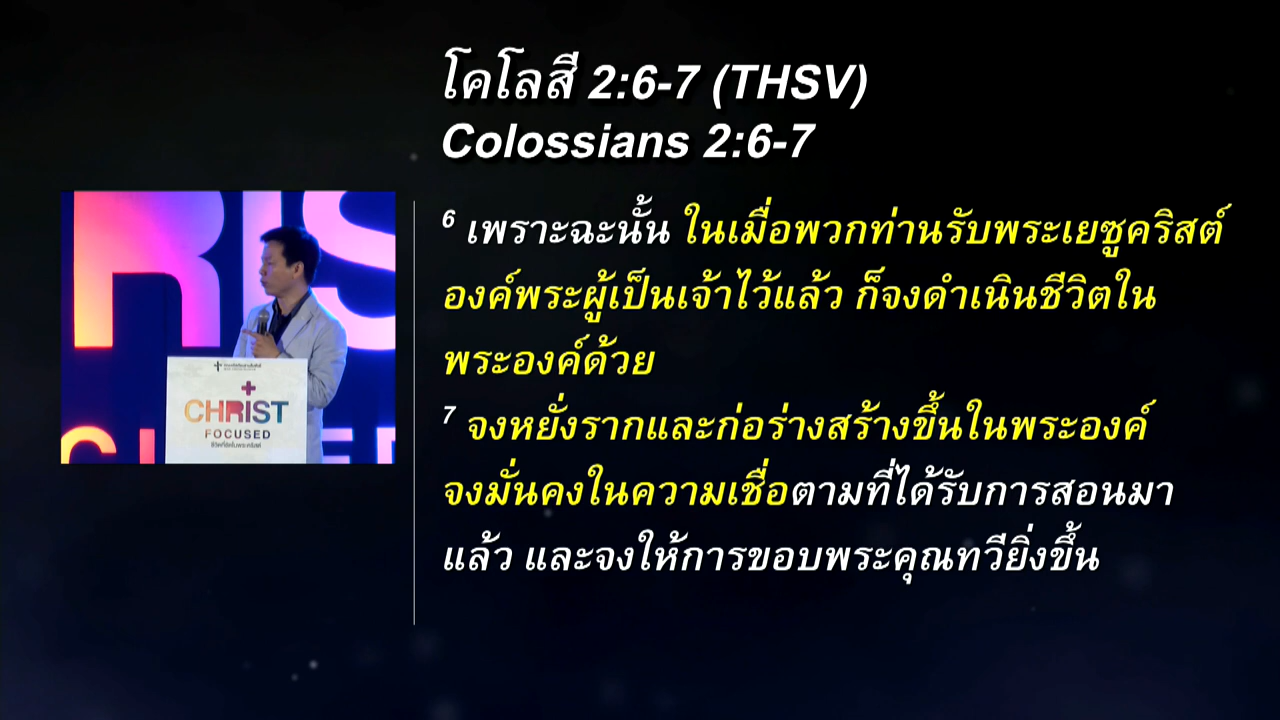 โคโลสี 2:6-7 (THSV)
Colossians 2:6-7
6 เพราะฉะนั้น ในเมื่อพวกท่านรับพระเยซูคริสต์
องค์พระผู้เป็นเจ้าไว้แล้ว ก็จงดำเนินชีวิตใน
พระองค์ด้วย
7 จงหยั่งรากและก่อร่างสร้างขึ้นในพระองค์
จงมั่นคงในความเชื่อตามที่ได้รับการสอนมา
แล้ว และจงให้การขอบพระคุณทวียิ่งขึ้น
RIS
CHRIST
FOCUSED